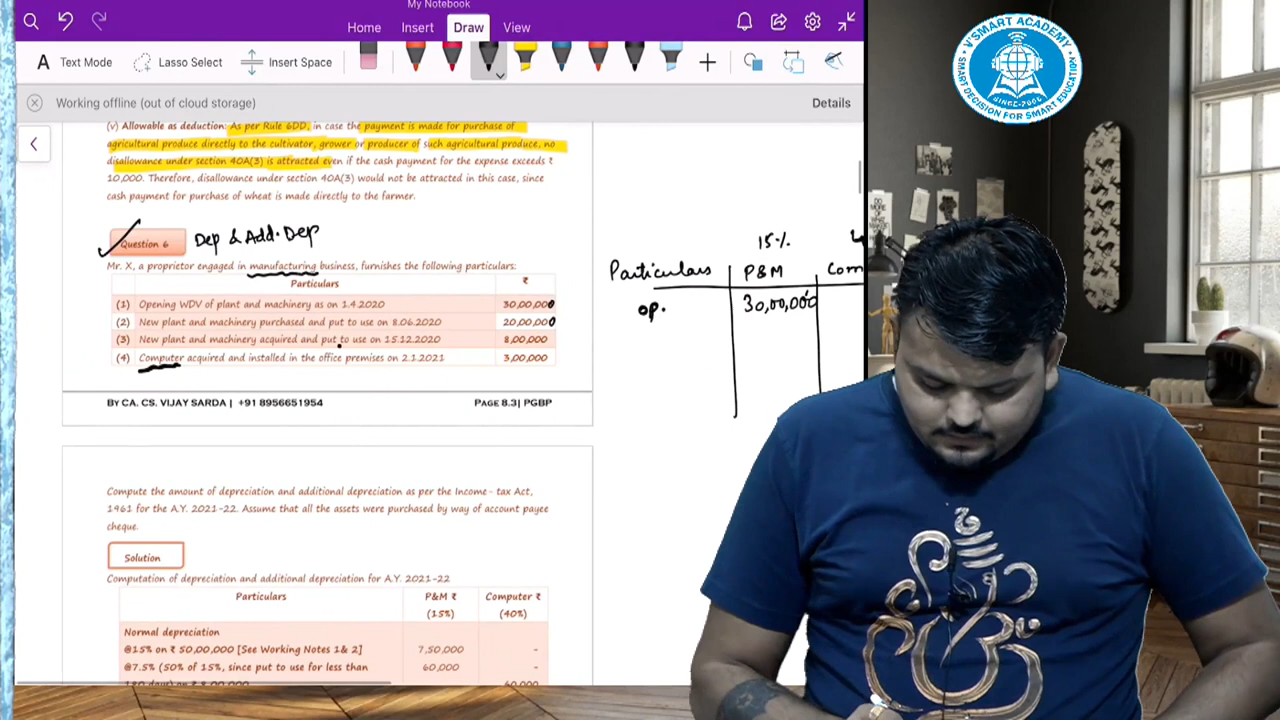 My Notebook
Home Insert Draw View
Text Mode Lasso Select Insert Space
Working offline (out of cloud storage) Details
(v) Allowable as deduction: As per Rule 6DD, in case the payment is made for purchase of
agricultural produce directly to the cultivator, grower or producer of such agricultural produce, no
disallowance under section 40A(3) is attracted even if the cash payment for the expense exceeds ₹
10,000. Therefore, disallowance under section 40A(3) would not be attracted in this case, since
cash payment for purchase of wheat is made directly to the farmer.
Question 6 Dep & Add. Dep
Mr. X, a proprietor engaged in manufacturing business, furnishes the following particulars:
Particulars ₹
(1) Opening WDV of plant and machinery as on 1.4.2020 30,00,000
(2) New plant and machinery purchased and put to use on 8.06.2020 20,00,000
(3) New plant and machinery acquired and put to use on 15.12.2020 8,00,000
(4) Computer acquired and installed in the office premises on 2.1.2021 3,00,000
BY CA. CS. VIJAY SARDA | +91 8956651954 PAGE 8.3| PGBP
Compute the amount of depreciation and additional depreciation as per the Income - tax Act,
1961 for the A.Y. 2021-22. Assume that all the assets were purchased by way of account payee
cheque.
Solution
Computation of depreciation and additional depreciation for A.Y. 2021-22
Particulars P&M ₹ Computer ₹
(15%) (40%)
Normal depreciation
@15% on ₹ 50,00,000 [See Working Notes 1& 2] 7,50,000 -
@7.5% (50% of 15%, since put to use for less than 60,000 -
180 days) on ₹ 8,00,000 60,000
15%
Particulars P&M Com
op. 30,00,000
V'SMART ACADEMY
SMART DECISION FOR SMART EDUCATION
SINCE-2006